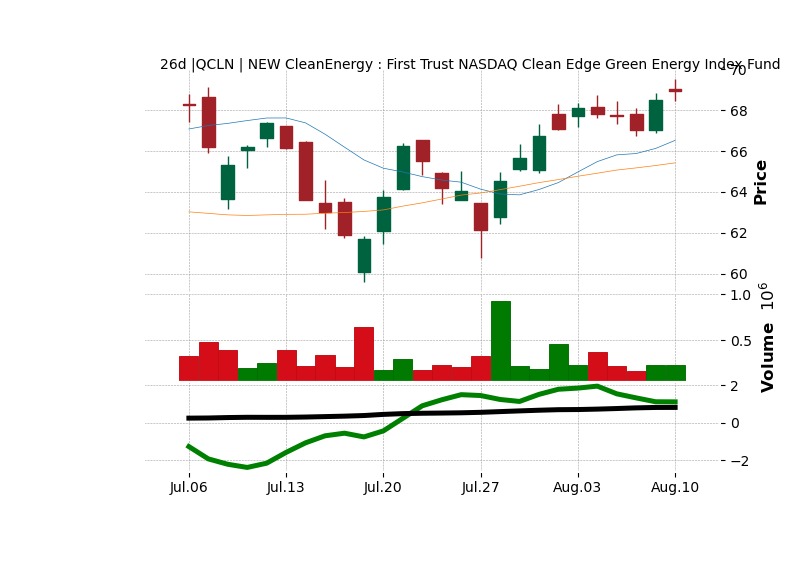 26d |QCLN | NEW CleanEnergy : First Trust NASDAQ Clean Edge Green Energy Index Fund
70
68
66
64
62
60
Price
1.0
0.5
Volume 10^6
2
0
−2
Jul.06 Jul.13 Jul.20 Jul.27 Aug.03 Aug.10